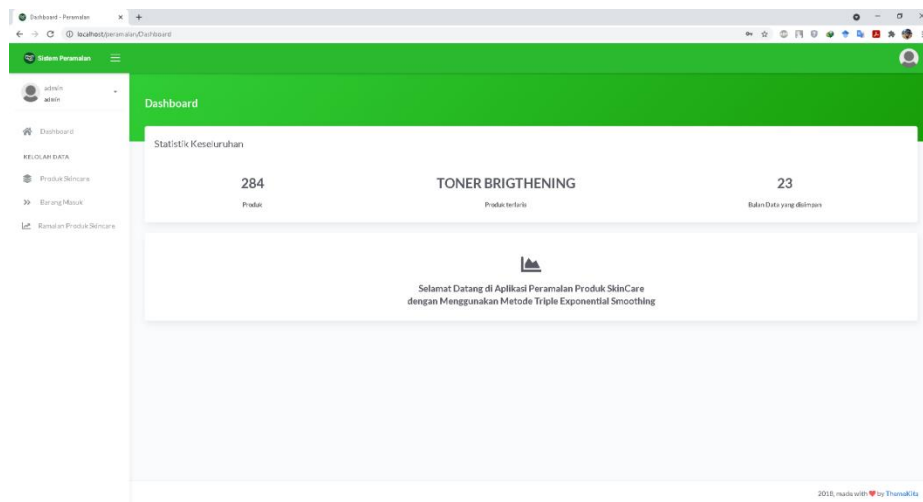 Dashboard - Peramalan
localhost/peramalan/Dashboard
Sistem Peramalan
admin
admin
Dashboard
Dashboard
KELOLAH DATA
Produk Skincare
Barang Masuk
Ramalan Produk Skincare
Statistik Keseluruhan
284
Produk
TONER BRIGTHENING
Produk terlaris
23
Bulan Data yang disimpan
Selamat Datang di Aplikasi Peramalan Produk SkinCare
dengan Menggunakan Metode Triple Exponential Smoothing
2018, made with by ThemeKita